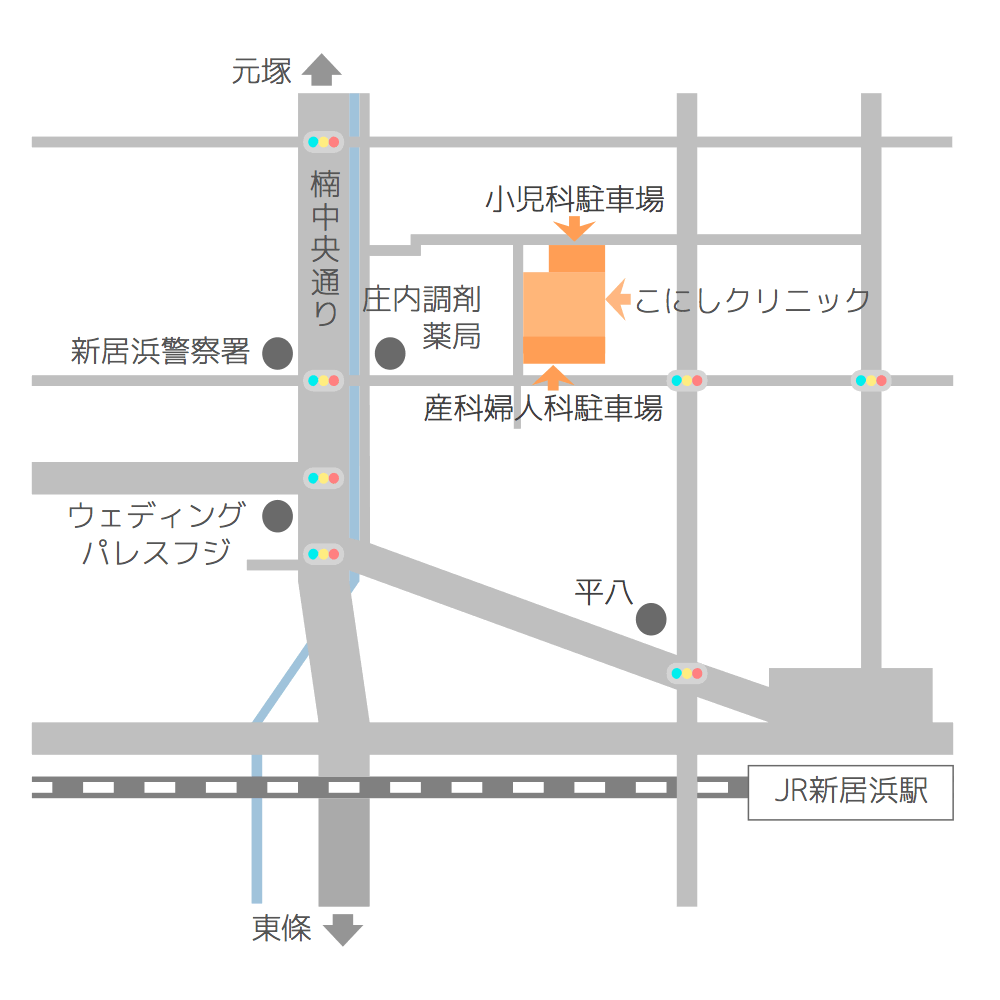 元塚
楠中央通り
小児科駐車場
庄内調剤
薬局
こにしクリニック
新居浜警察署
産科婦人科駐車場
ウェディング
パレスフジ
平八
JR新居浜駅
東條